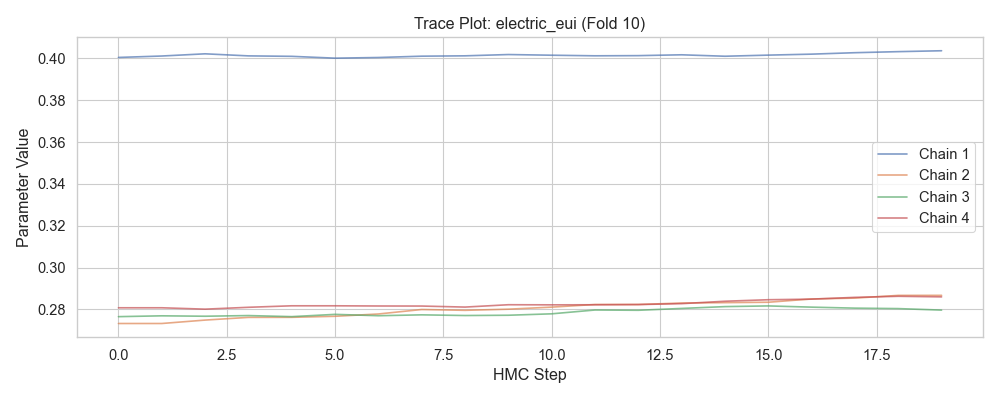 Trace Plot: electric_eui (Fold 10)
Parameter Value
0.40
0.38
0.36
0.34
0.32
0.30
0.28
Chain 1
Chain 2
Chain 3
Chain 4
0.0 2.5 5.0 7.5 10.0 12.5 15.0 17.5
HMC Step